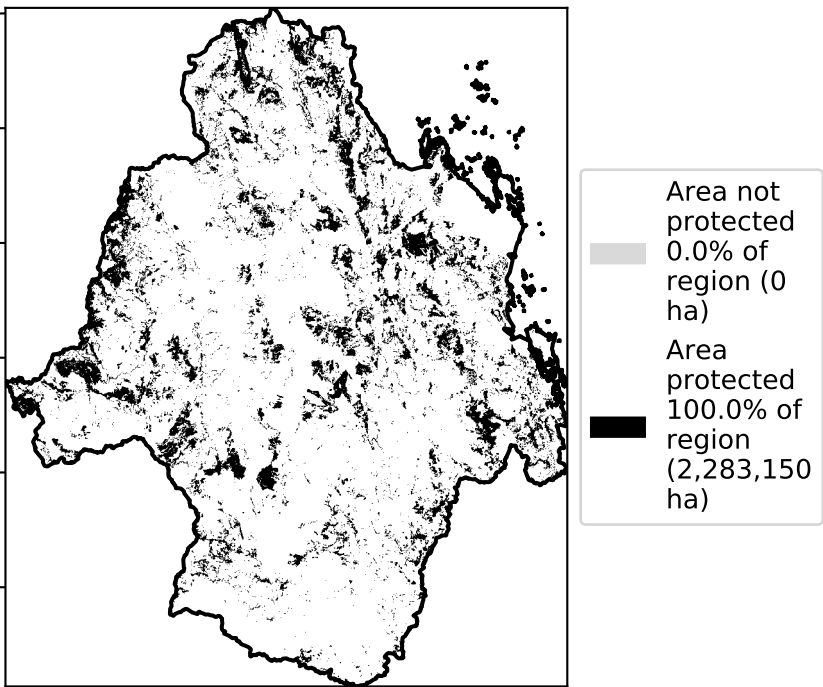 Area not
protected
0.0% of
region (0
ha)
Area
protected
100.0% of
region
(2,283,150
ha)